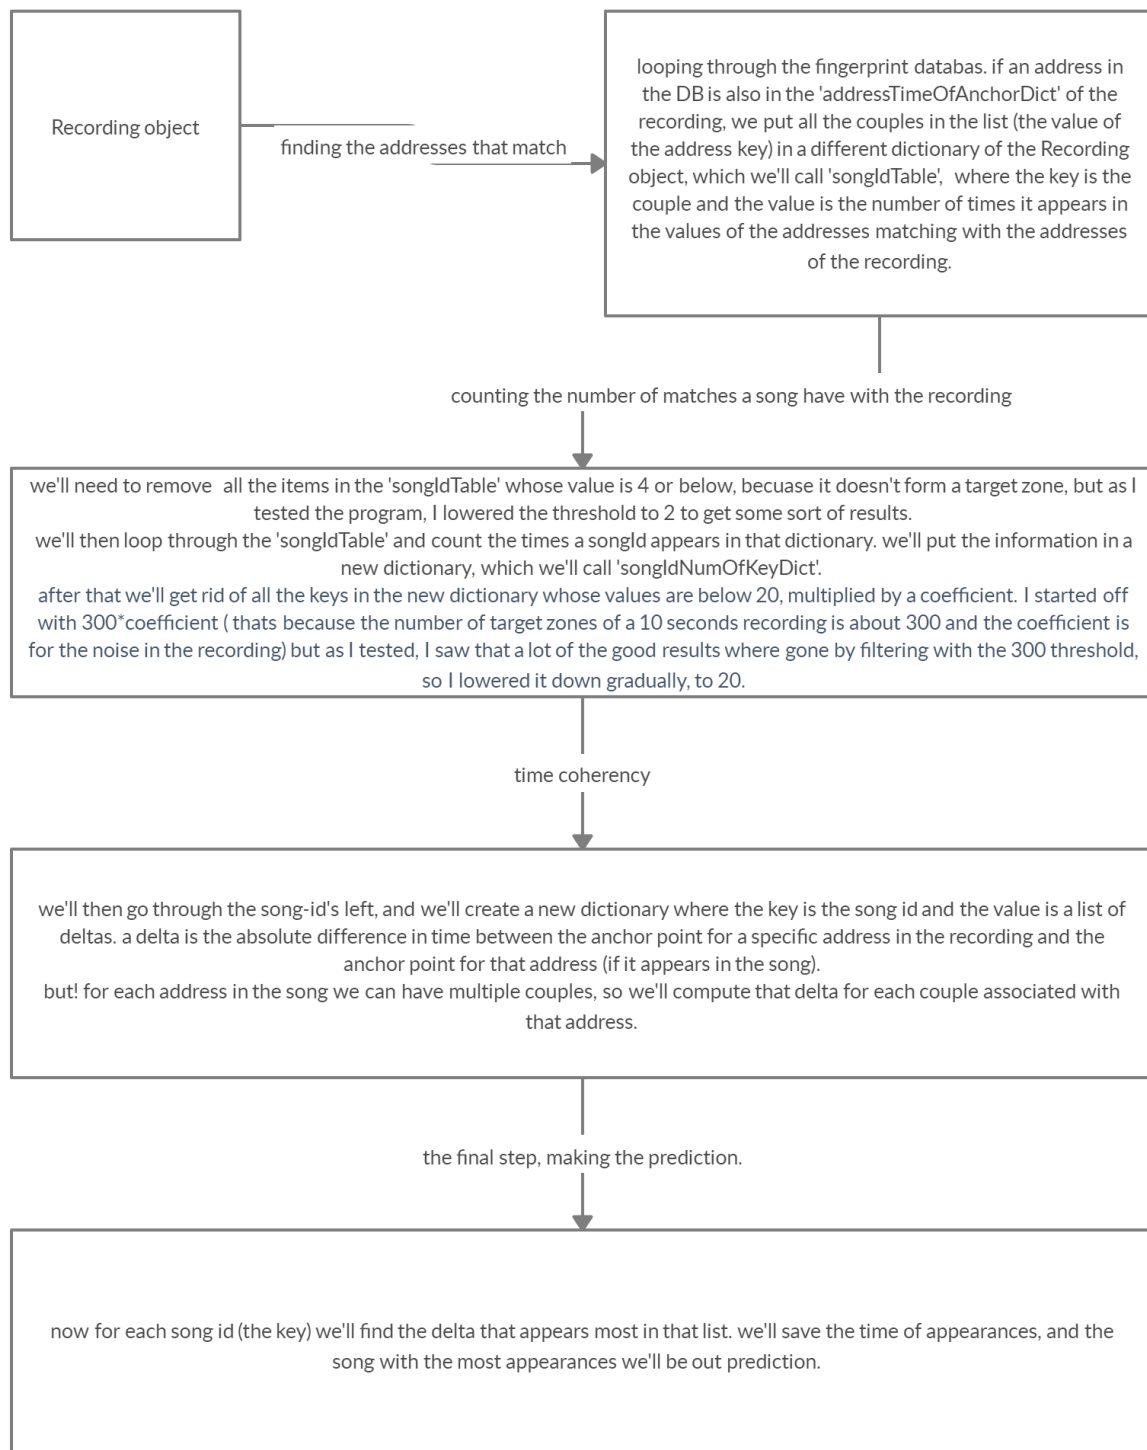 Recording object
finding the addresses that match
looping through the fingerprint databas. if an address in
the DB is also in the 'addressTimeOfAnchorDict' of the
recording, we put all the couples in the list (the value of
the address key) in a different dictionary of the Recording
object, which we'll call 'songIdTable',  where the key is the
couple and the value is the number of times it appears in
the values of the addresses matching with the addresses
of the recording.
counting the number of matches a song have with the recording
we'll need to remove  all the items in the 'songIdTable' whose value is 4 or below, becuase it doesn't form a target zone, but as I
tested the program, I lowered the threshold to 2 to get some sort of results.
we'll then loop through the 'songIdTable' and count the times a songId appears in that dictionary. we'll put the information in a
new dictionary, which we'll call 'songIdNumOfKeyDict'.
after that we'll get rid of all the keys in the new dictionary whose values are below 20, multiplied by a coefficient. I started off
with 300*coefficient ( thats because the number of target zones of a 10 seconds recording is about 300 and the coefficient is
for the noise in the recording) but as I tested, I saw that a lot of the good results where gone by filtering with the 300 threshold,
so I lowered it down gradually, to 20.
time coherency
we'll then go through the song-id's left, and we'll create a new dictionary where the key is the song id and the value is a list of
deltas. a delta is the absolute difference in time between the anchor point for a specific address in the recording and the
anchor point for that address (if it appears in the song).
but! for each address in the song we can have multiple couples, so we'll compute that delta for each couple associated with
that address.
the final step, making the prediction.
now for each song id (the key) we'll find the delta that appears most in that list. we'll save the time of appearances, and the
song with the most appearances we'll be out prediction.